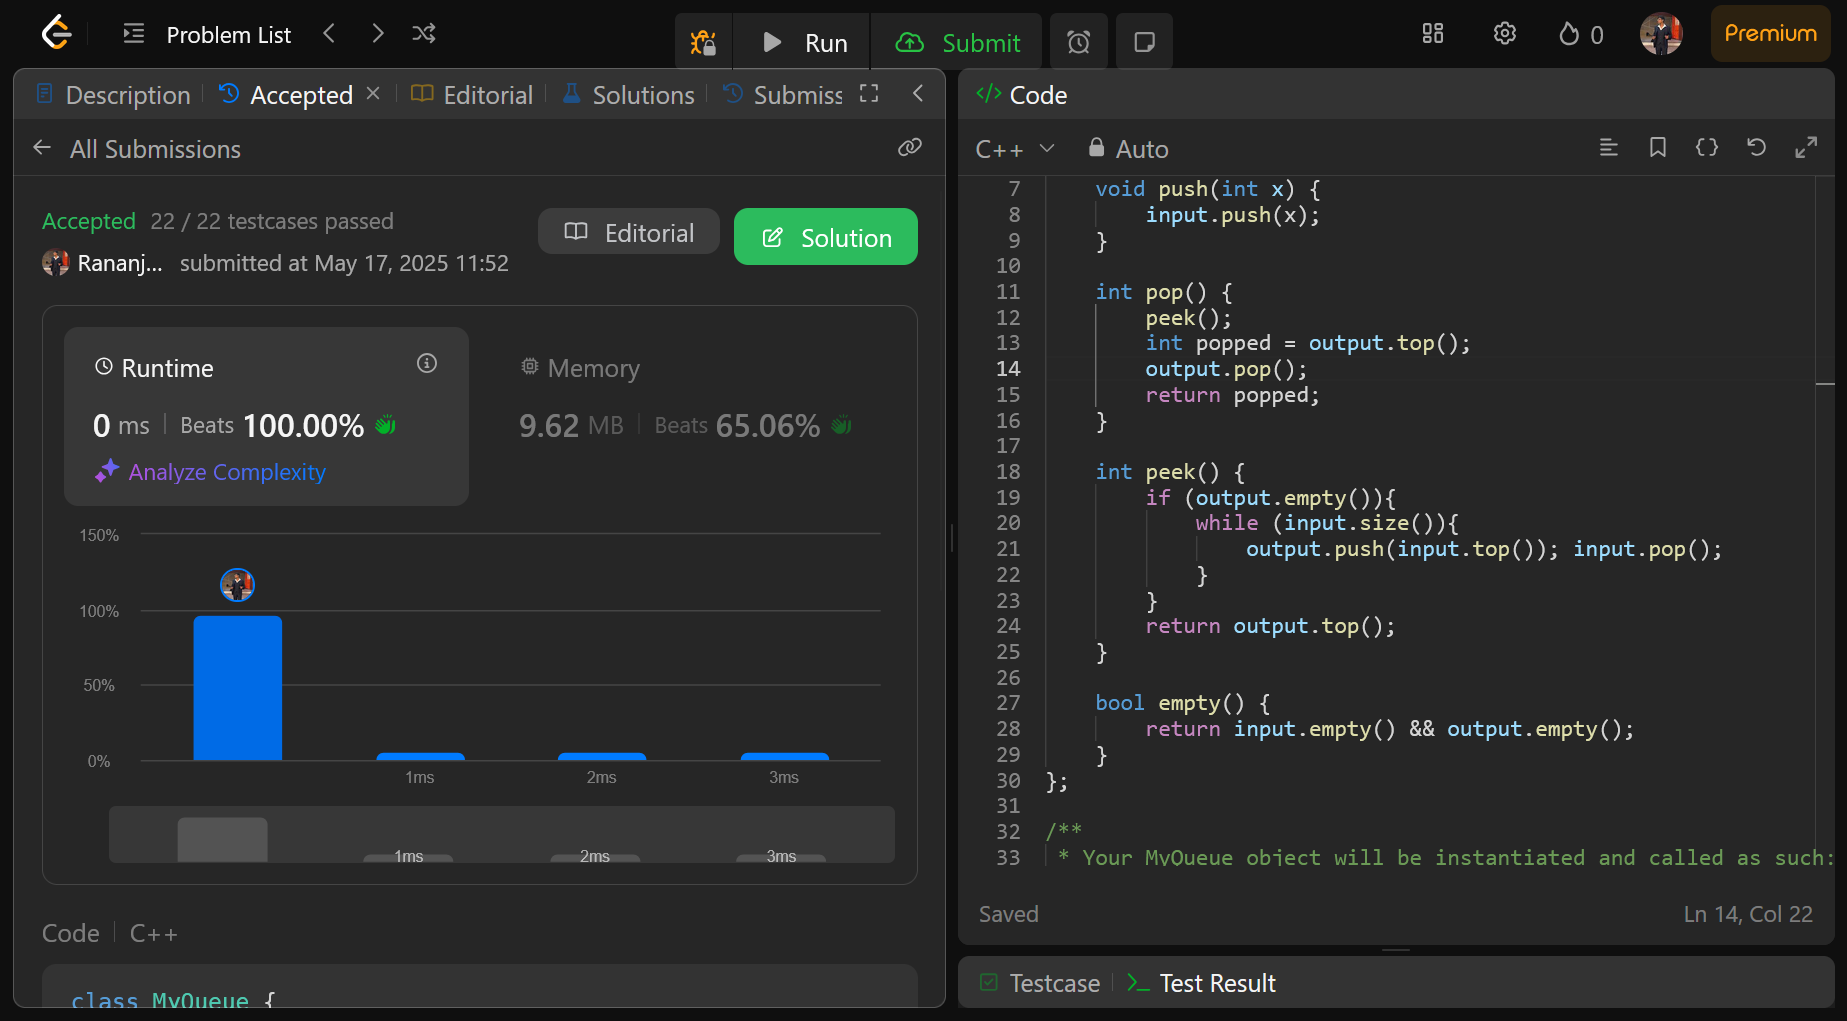 Problem List
Run
Submit
0
Premium
Description
Accepted
Editorial
Solutions
Submiss
All Submissions
Accepted 22 / 22 testcases passed
Editorial
Solution
Rananj... submitted at May 17, 2025 11:52
Runtime
0 ms Beats 100.00%
Analyze Complexity
Memory
9.62 MB Beats 65.06%
150%
100%
50%
0%
1ms 2ms 3ms
1ms 2ms 3ms
Code C++
class MyQueue {
Code
C++ Auto
7 void push(int x) {
8 input.push(x);
9 }
10
11 int pop() {
12 peek();
13 int popped = output.top();
14 output.pop();
15 return popped;
16 }
17
18 int peek() {
19 if (output.empty()){
20 while (input.size()){
21 output.push(input.top()); input.pop();
22 }
23 }
24 return output.top();
25 }
26
27 bool empty() {
28 return input.empty() && output.empty();
29 }
30 };
31
32 /**
33 * Your MyQueue object will be instantiated and called as such:
Saved
Ln 14, Col 22
Testcase
Test Result